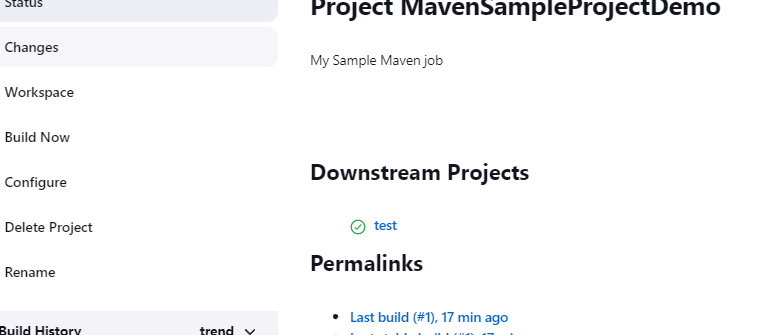 Status
Project MavenSampleProjectDemo
Changes
My Sample Maven job
Workspace
Build Now
Configure
Downstream Projects
Delete Project
test
Rename
Permalinks
Build History
trend
Last build (#1), 17 min ago